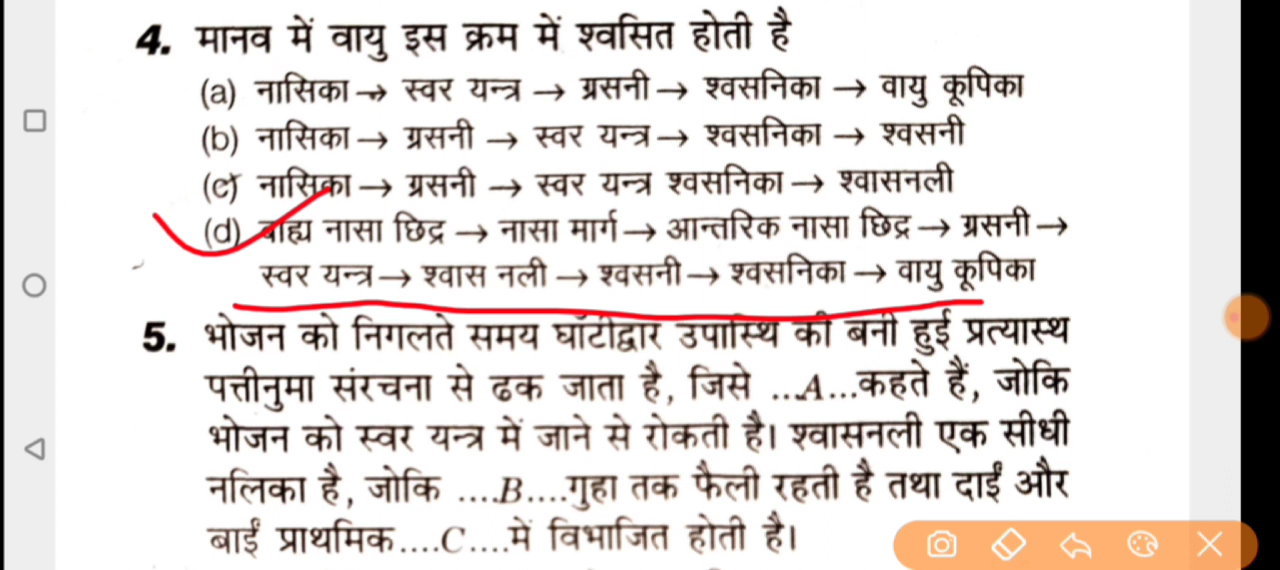 4. मानव में वायु इस क्रम में श्वसित होती है
(a) नासिका → स्वर यन्त्र → ग्रसनी → श्वसनिका → वायु कूपिका
(b) नासिका → ग्रसनी → स्वर यन्त्र → श्वसनिका → श्वसनी
(c) नासिका → ग्रसनी → स्वर यन्त्र श्वसनिका → श्वासनली
(d) बाह्य नासा छिद्र → नासा मार्ग → आन्तरिक नासा छिद्र → ग्रसनी →
स्वर यन्त्र → श्वास नली → श्वसनी → श्वसनिका → वायु कूपिका
5. भोजन को निगलते समय घाँटीद्वार उपास्थि की बनी हुई प्रत्यास्थ
पत्तीनुमा संरचना से ढक जाता है, जिसे ...A...कहते हैं, जोकि
भोजन को स्वर यन्त्र में जाने से रोकती है। श्वासनली एक सीधी
नलिका है, जोकि ....B....गुहा तक फैली रहती है तथा दाईं और
बाईं प्राथमिक....C....में विभाजित होती है।